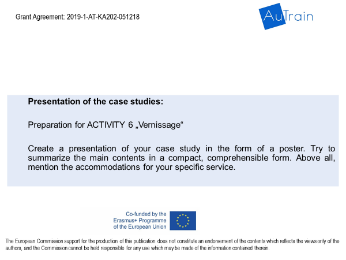 Grant Agreement: 2019-1-AT-KA202-051218
AuTrain
Presentation of the case studies:
Preparation for ACTIVITY 6 „Vernissage"
Create a presentation of your case study in the form of a poster. Try to
summarize the main contents in a compact, comprehensible form. Above all,
mention the accommodations for your specific service.
Co-funded by the
Erasmus+ Programme
of the European Union
The European Commission support for the production of this publication does not constitute an endorsement of the contents which reflects the views only of the
authors, and the Commission cannot be held responsible for any use which may be made of the information contained therein